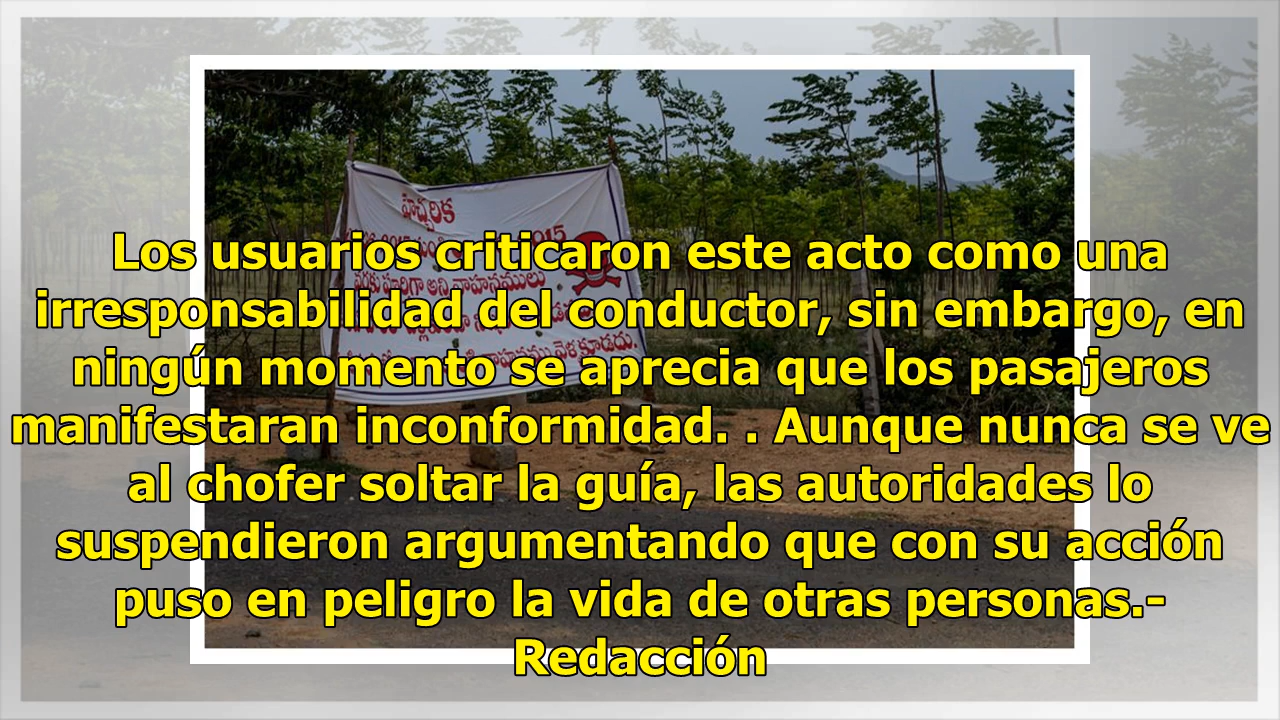 హెచ్చరిక
Los usuarios criticaron este acto como una
irresponsabilidad del conductor, sin embargo, en
ningún momento se aprecia que los pasajeros
manifestaran inconformidad. . Aunque nunca se ve
al chofer soltar la guía, las autoridades lo
suspendieron argumentando que con su acción
puso en peligro la vida de otras personas.-
Redacción